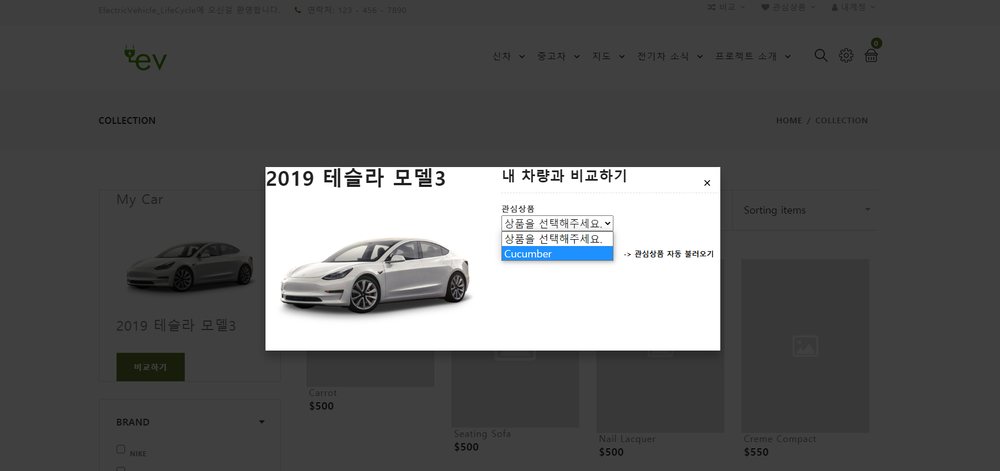 ElectricVehicle_LifeCycle에 오신걸 환영합니다. 연락처: 123 - 456 - 7890
비교 관심상품 내계정
ev
신차 중고차 지도 전기차 소식 프로젝트 소개
0
COLLECTION
HOME / COLLECTION
2019 테슬라 모델3
내 차량과 비교하기
×
관심상품
상품을 선택해주세요.
상품을 선택해주세요.
Cucumber
-> 관심상품 자동 불러오기
My Car
2019 테슬라 모델3
비교하기
Sorting items
BRAND
NIKE
Carrot
$500
Seating Sofa
$500
Nail Lacquer
$500
Creme Compact
$550